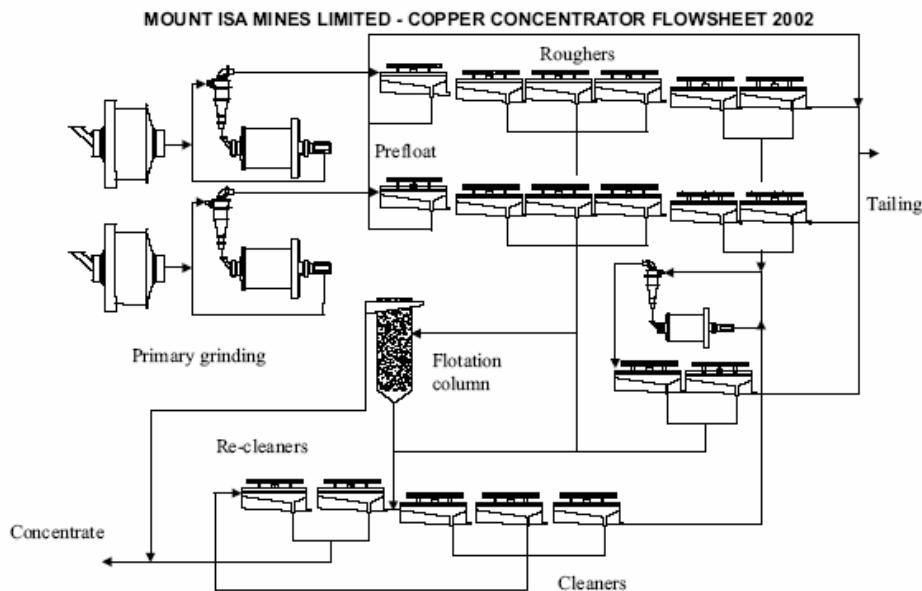 MOUNT ISA MINES LIMITED - COPPER CONCENTRATOR FLOWSHEET 2002
Roughers
Prefloat
Tailing
Primary grinding
Flotation
column
Re-cleaners
Concentrate
Cleaners